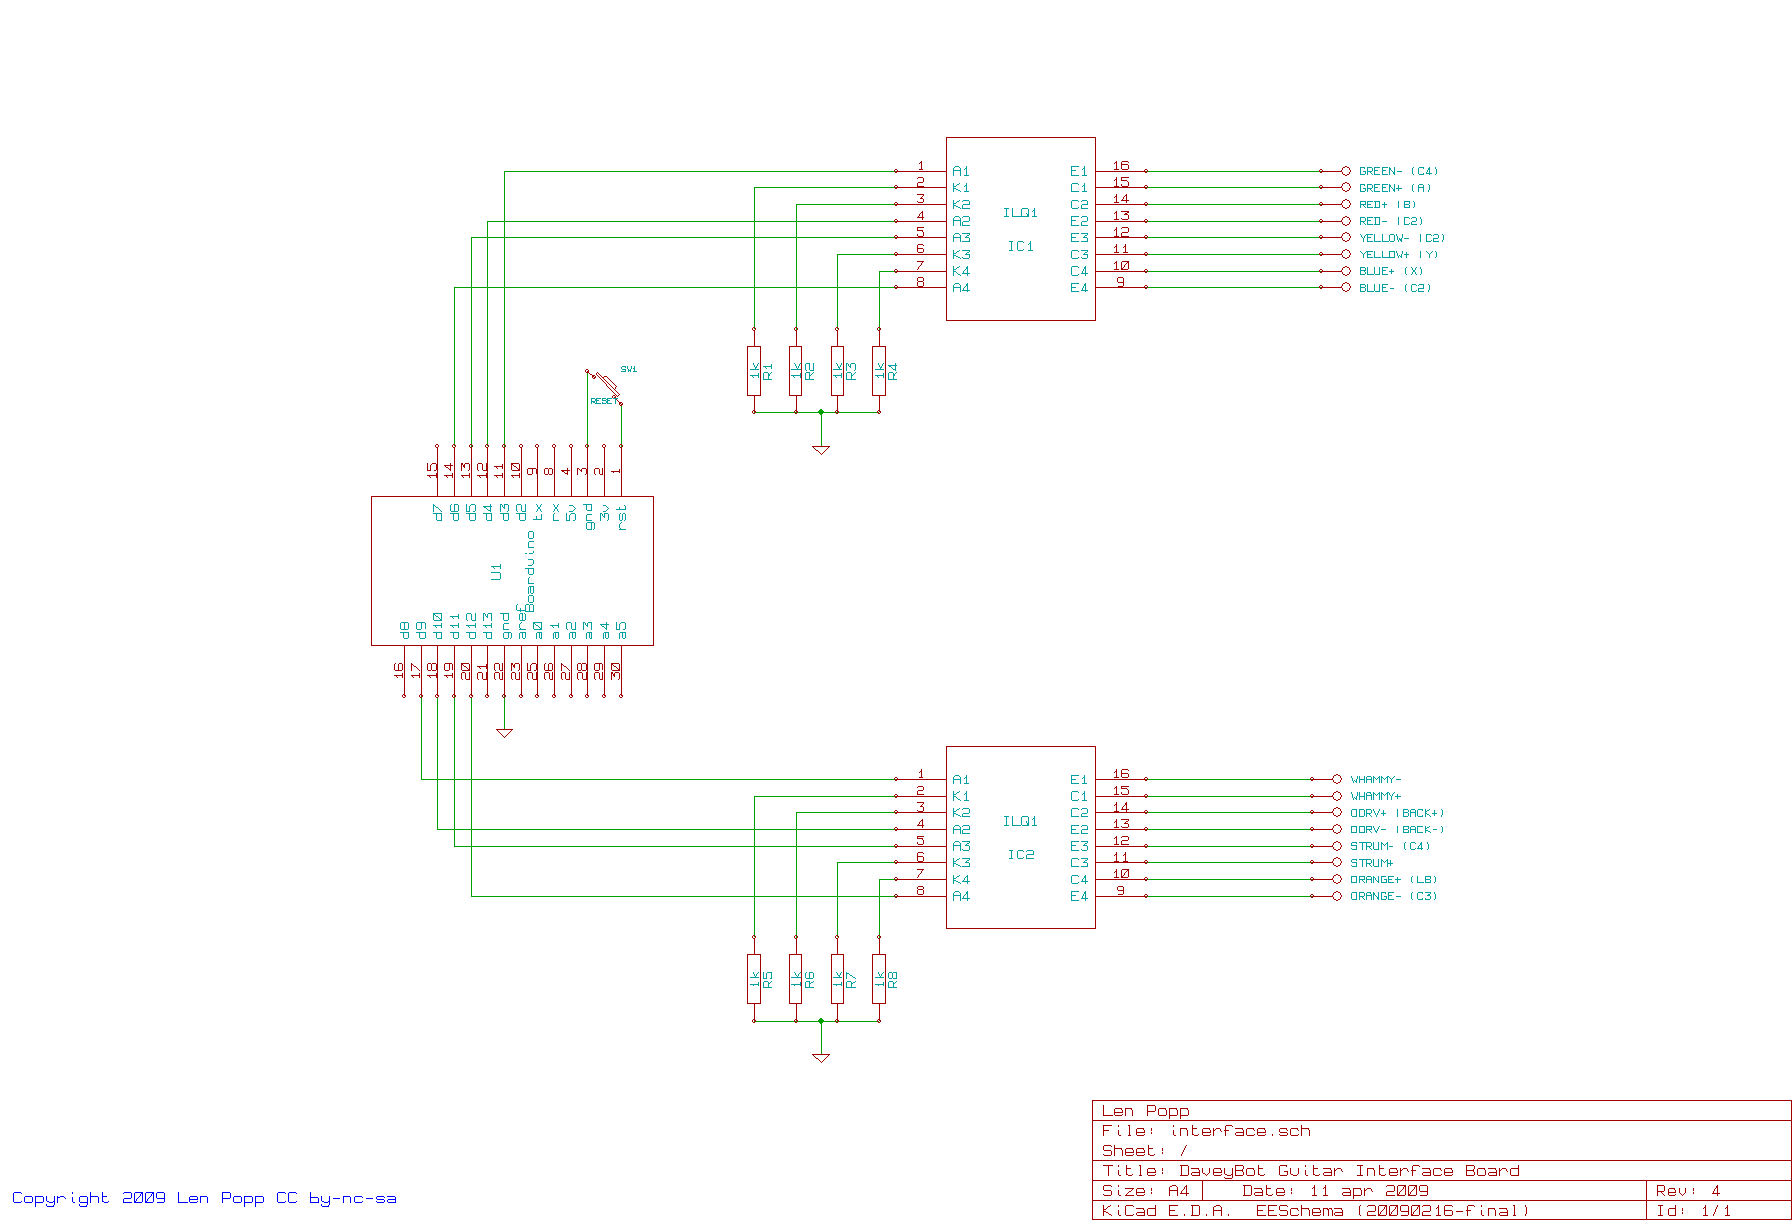 1 A1
2 K1
3 K2
4 A2
5 A3
6 K3
7 K4
8 A4
ILQ1
IC1
E1 16
C1 15
C2 14
E2 13
E3 12
C3 11
C4 10
E4 9
GREEN- (C4)
GREEN+ (A)
RED+ (B)
RED- (C2)
YELLOW- (C2)
YELLOW+ (Y)
BLUE+ (X)
BLUE- (C2)
1k R1
1k R2
1k R3
1k R4
SW1
RESET
15 14 13 12 11 10 9 8 4 3 2 1
d7 d6 d5 d4 d3 d2 tx rx 5v gnd 3v rst
U1
Boarduino
d8 d9 d10 d11 d12 d13 gnd aref a0 a1 a2 a3 a4 a5
16 17 18 19 20 21 22 23 25 26 27 28 29 30
1 A1
2 K1
3 K2
4 A2
5 A3
6 K3
7 K4
8 A4
ILQ1
IC2
E1 16
C1 15
C2 14
E2 13
E3 12
C3 11
C4 10
E4 9
WHAMMY-
WHAMMY+
ODRV+ (BACK+)
ODRV- (BACK-)
STRUM- (C4)
STRUM+
ORANGE+ (LB)
ORANGE- (C3)
1k R5
1k R6
1k R7
1k R8
Len Popp
File: interface.sch
Sheet: /
Title: DaveyBot Guitar Interface Board
Size: A4 Date: 11 apr 2009 Rev: 4
KiCad E.D.A. EESchema (20090216-final) Id: 1/1
Copyright 2009 Len Popp CC by-nc-sa